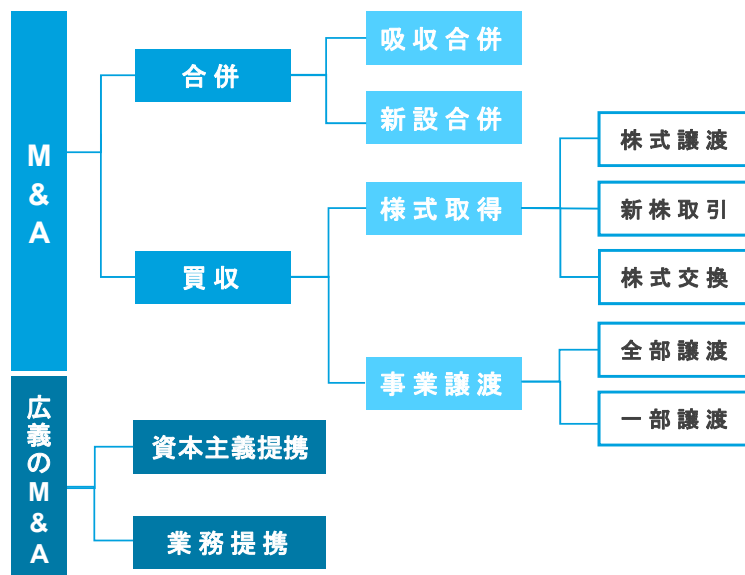 M&A
合併
吸収合併
新設合併
買収
様式取得
株式譲渡
新株取引
株式交換
事業譲渡
全部譲渡
一部譲渡
広義のM&A
資本主義提携
業務提携